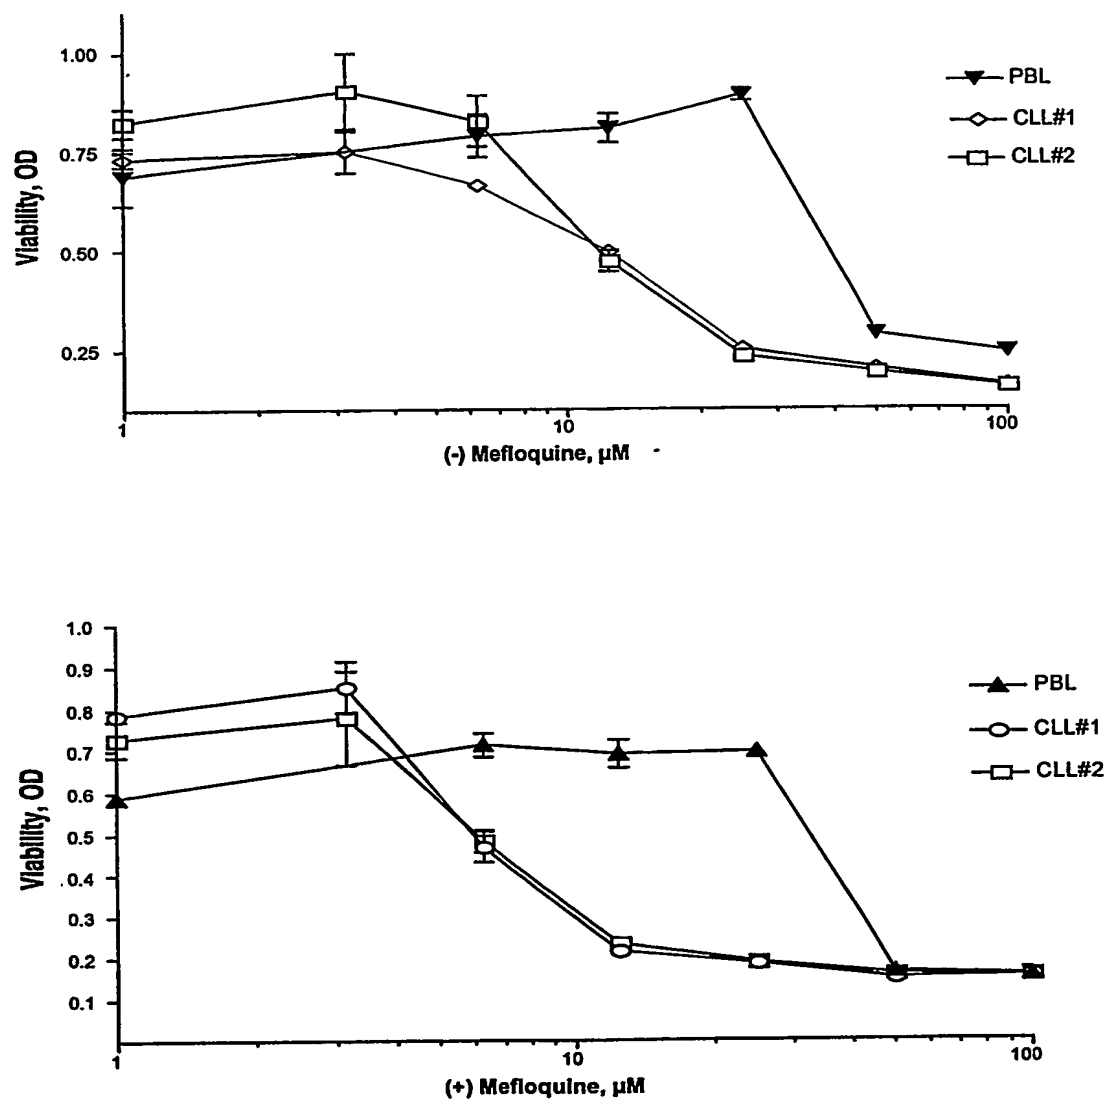 1.00
0.75
0.50
0.25
Viability, OD
PBL
CLL#1
CLL#2
1
10
100
(-) Mefloquine, µM
1.0
0.9
0.8
0.7
0.6
0.5
0.4
0.3
0.2
0.1
Viability, OD
PBL
CLL#1
CLL#2
1
10
100
(+) Mefloquine, µM